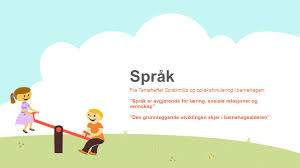 Språk
Fra Temaheftet Språkmiljø og språkstimulering i barnehagen
"Språk er avgjørende for læring, sosiale relasjoner og
vennskap"
"Den grunnleggende utviklingen skjer i barnehagealderen"